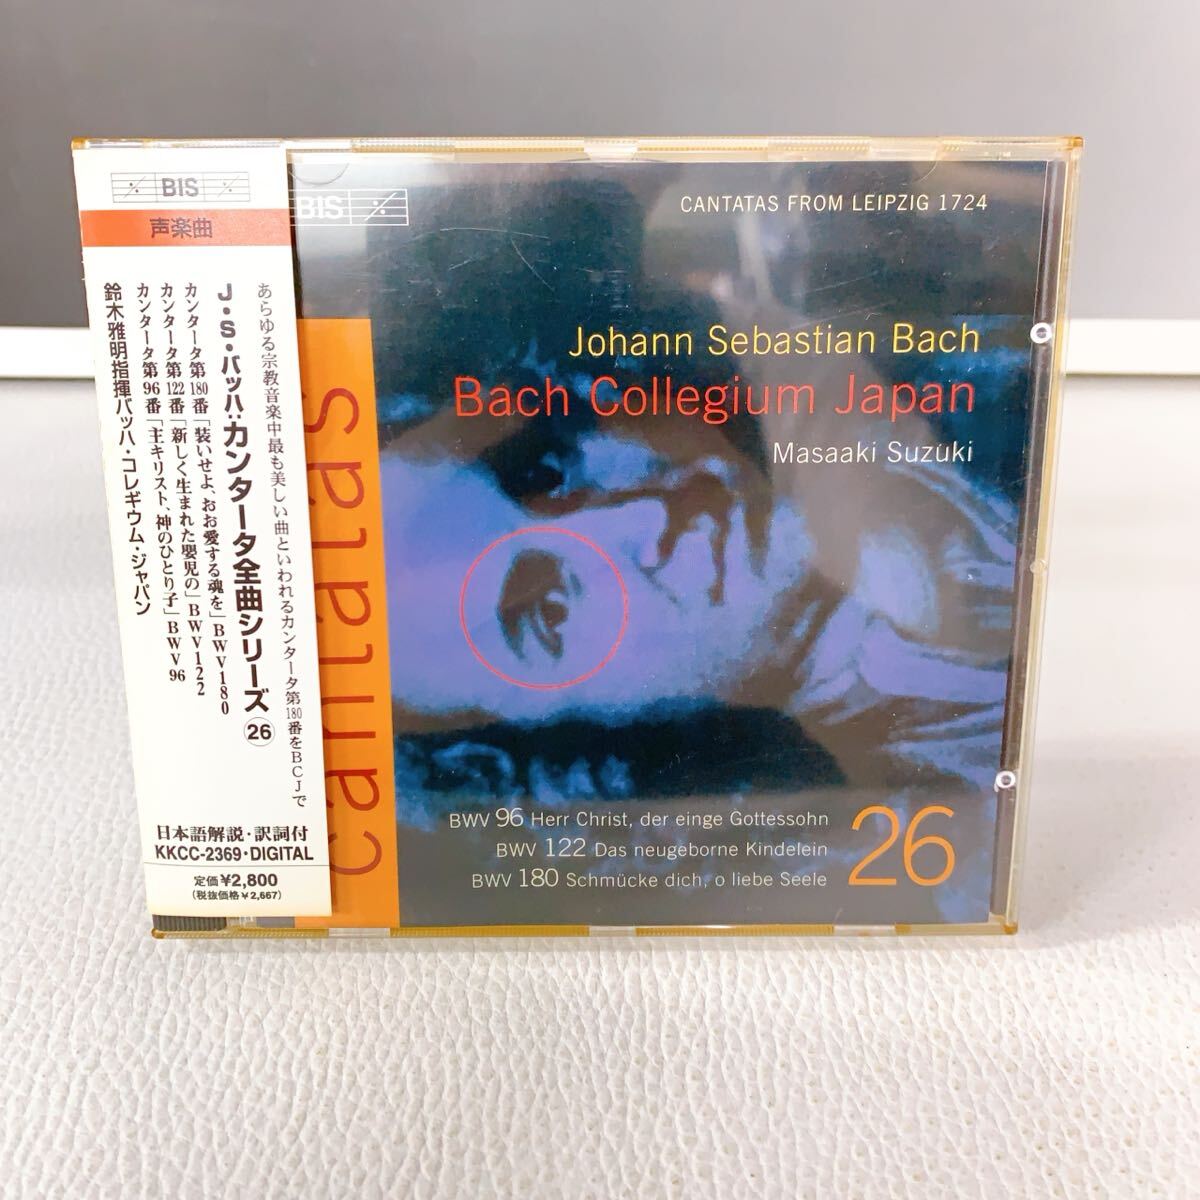 BIS
声楽曲
あらゆる宗教音楽中最も美しい曲といわれるカンタータ第180番をBCJで
J・S・バッハ:カンタータ全曲シリーズ㉖
カンタータ第180番「装いせよ、おお愛する魂を」BWV180
カンタータ第122番「新しく生まれた嬰児の」BWV122
カンタータ第96番「主キリスト、神のひとり子」BWV96
鈴木雅明指揮バッハ・コレギウム・ジャパン
日本語解説・訳詞付
KKCC-2369・DIGITAL
定価¥2,800
(税抜価格¥2,667)
BIS
CANTATAS FROM LEIPZIG 1724
Johann Sebastian Bach
Bach Collegium Japan
Masaaki Suzuki
cantatas
BWV 96 Herr Christ, der einge Gottessohn
BWV 122 Das neugeborne Kindelein
BWV 180 Schmücke dich, o liebe Seele
26